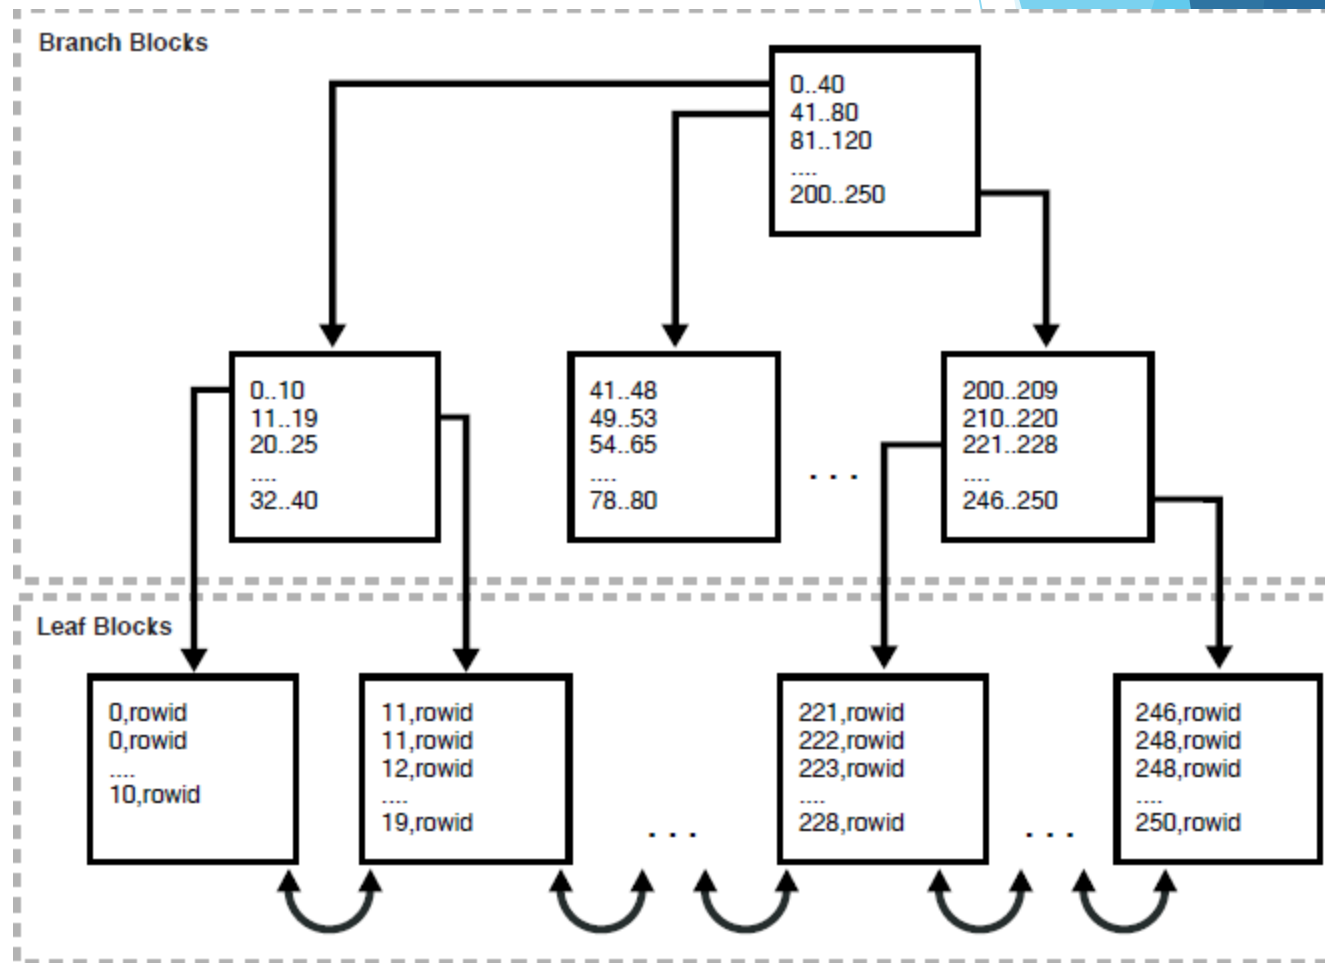 Branch Blocks
0..40
41..80
81..120
....
200..250
0..10
11..19
20..25
....
32..40
41..48
49..53
54..65
....
78..80
. . .
200..209
210..220
221..228
....
246..250
Leaf Blocks
0,rowid
0,rowid
....
10,rowid
11,rowid
11,rowid
12,rowid
....
19,rowid
. . .
221,rowid
222,rowid
223,rowid
....
228,rowid
. . .
246,rowid
248,rowid
248,rowid
....
250,rowid